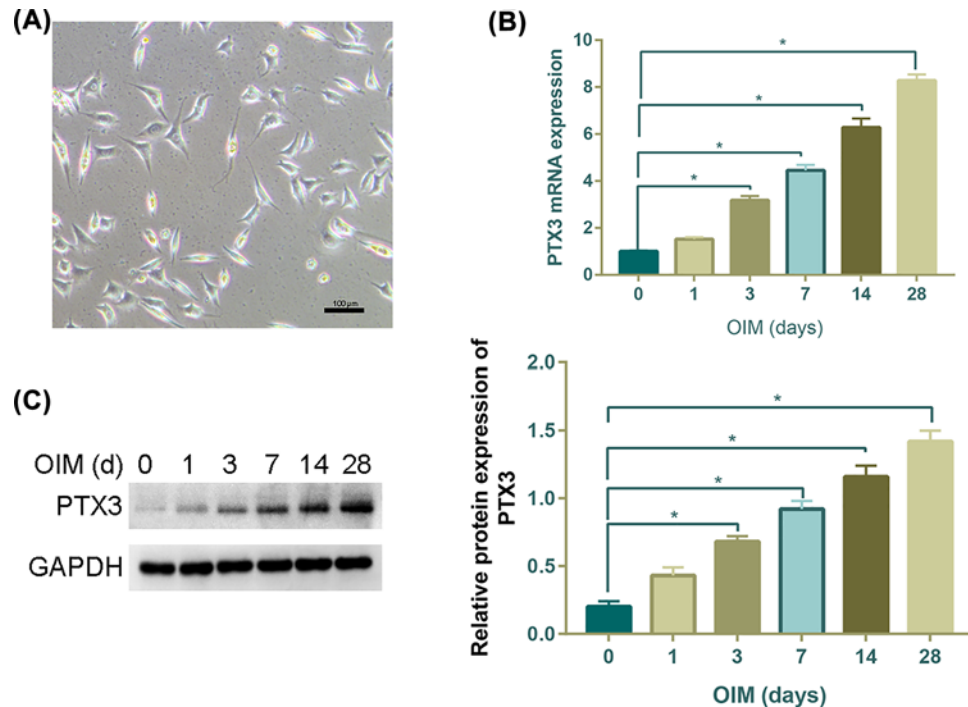 (A)
100 μm
(B)
PTX3 mRNA expression
10
8
6
4
2
0
*
*
*
*
0 1 3 7 14 28
OIM (days)
(C)
OIM (d) 0 1 3 7 14 28
PTX3
GAPDH
Relative protein expression of
PTX3
2.0
1.5
1.0
0.5
0.0
*
*
*
*
0 1 3 7 14 28
OIM (days)